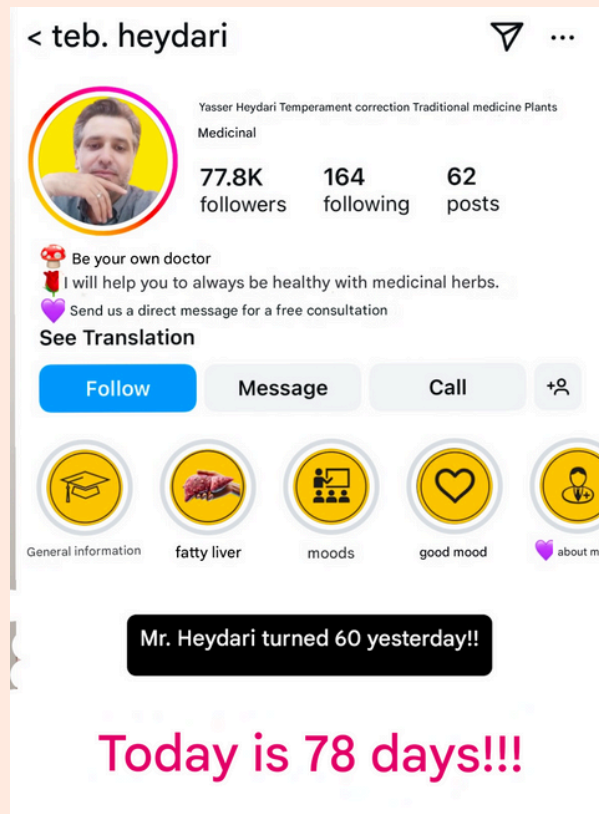 < teb. heydari
Yasser Heydari Temperament correction Traditional medicine Plants
Medicinal
77.8K 164 62
followers following posts
🍄 Be your own doctor
🌹 I will help you to always be healthy with medicinal herbs.
💜 Send us a direct message for a free consultation
See Translation
Follow Message Call
General information fatty liver moods good mood 💜 about m
Mr. Heydari turned 60 yesterday!!
Today is 78 days!!!